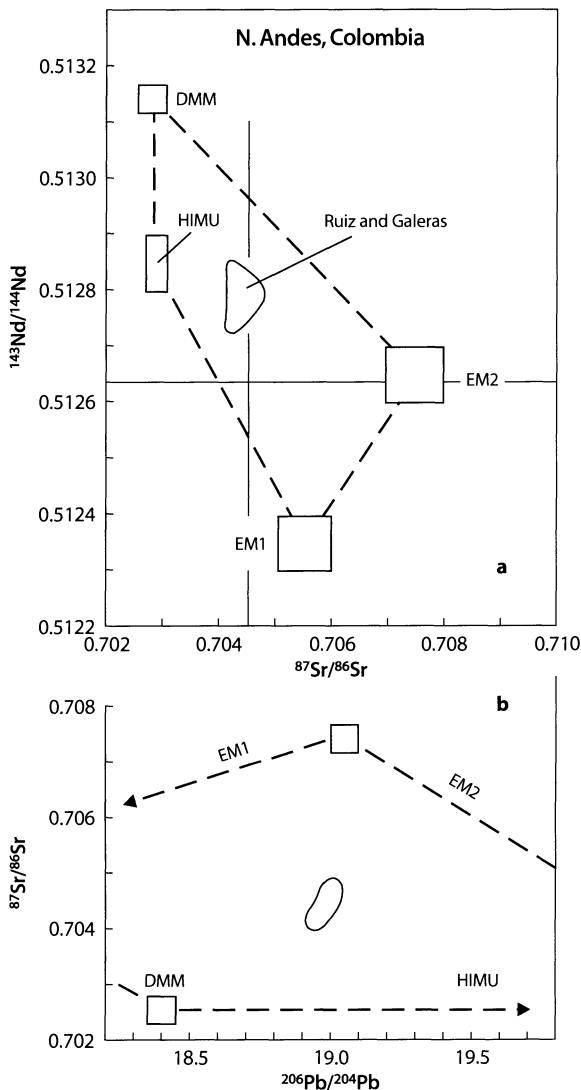 N. Andes, Colombia
0.5132
DMM
0.5130
HIMU
Ruiz and Galeras
0.5128
¹⁴³Nd/¹⁴⁴Nd
0.5126
EM2
0.5124
EM1
a
0.5122
0.702 0.704 0.706 0.708 0.710
⁸⁷Sr/⁸⁶Sr
b
0.708
EM1
EM2
0.706
⁸⁷Sr/⁸⁶Sr
0.704
DMM
HIMU
0.702
18.5 19.0 19.5
²⁰⁶Pb/²⁰⁴Pb